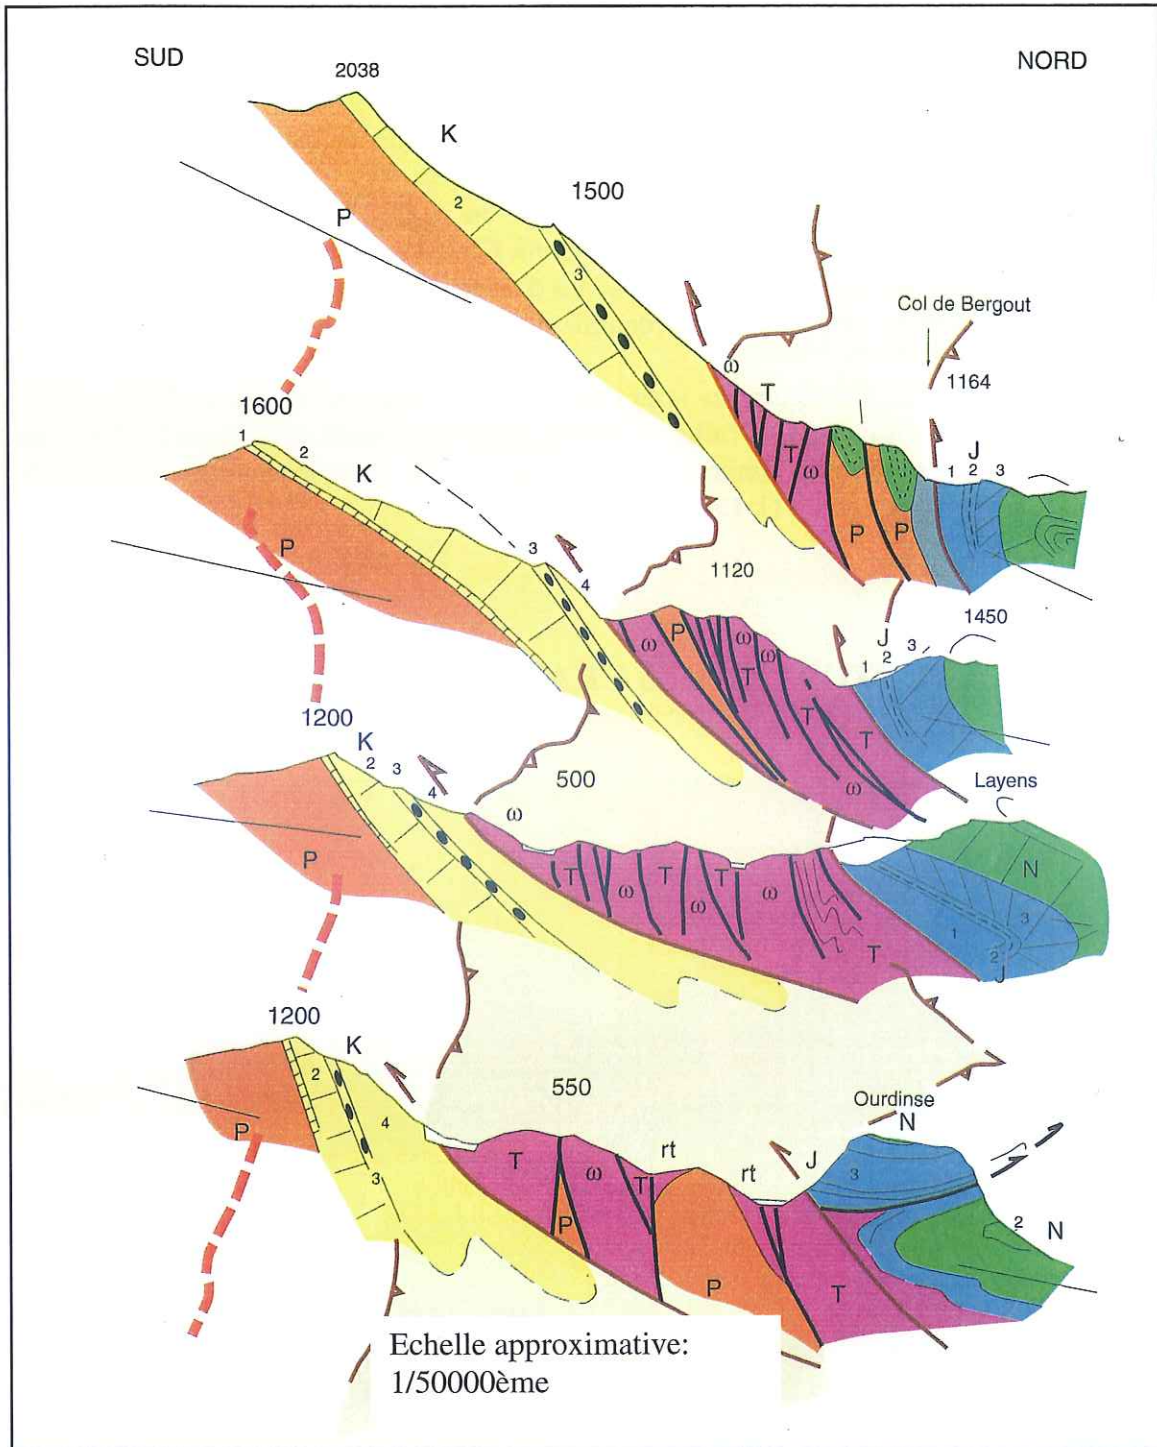 SUD
NORD
2038
K
1500
2
P
3
Col de Bergout
1164
ω
T
J
1 2 3
T
ω
P
P
1600
1
2
K
P
3
4
1120
1450
J
1 2 3
ω
P
ω
ω
T
T
T
ω
1200
K
2
3
4
P
500
ω
Layens
T
ω
T
ω
T
ω
T
N
3
1
2
J
1200
K
2
4
3
P
550
Ourdinse
N
T
ω
T
rt
rt
J
3
P
P
T
2
N
Echelle approximative:
1/50000ème